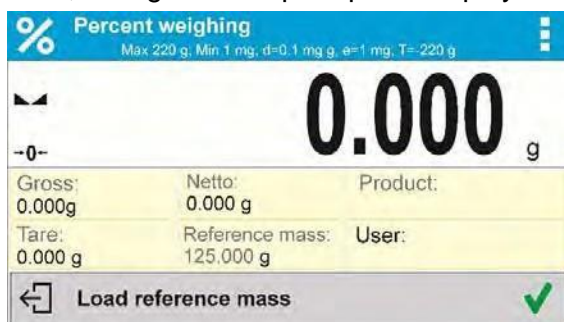 % Percent weighing
Max 220 g; Min 1 mg; d=0.1 mg g, e=1 mg; T=-220 g
0.000 g
→0←
Gross: Netto: Product:
0.000g 0.000 g
Tare: Reference mass: User:
0.000 g 125.000 g
Load reference mass